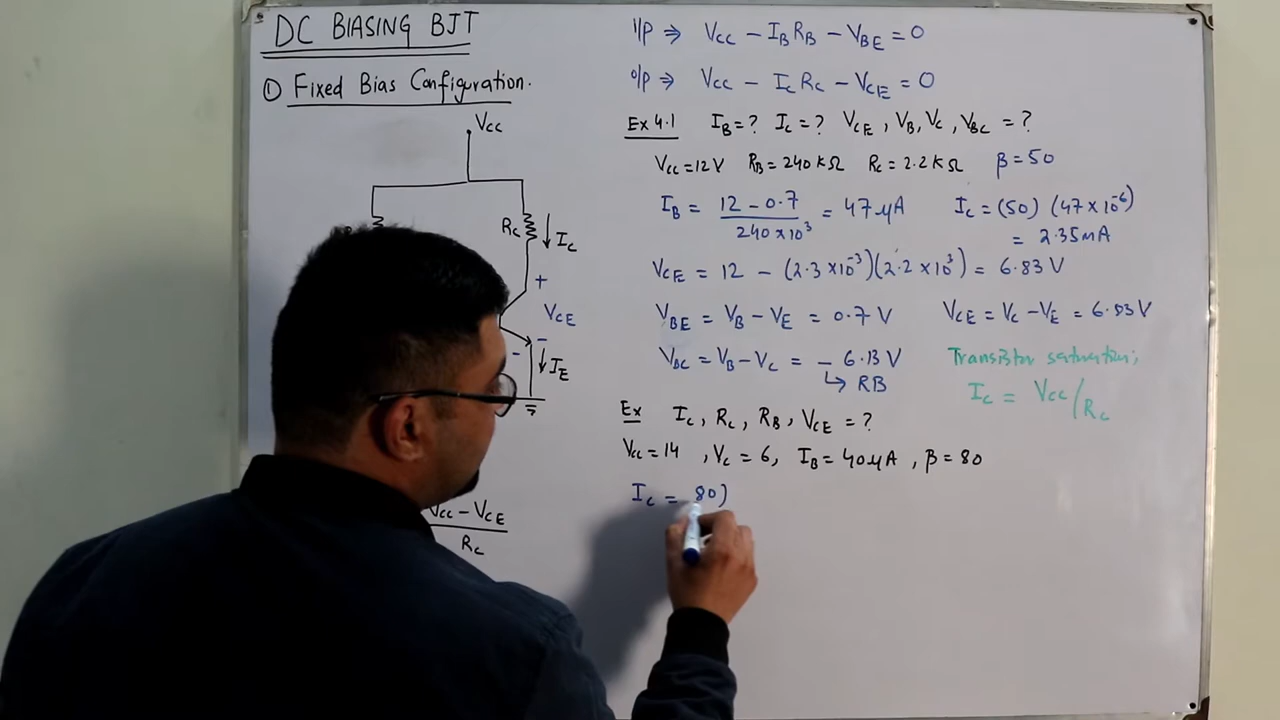 DC BIASING BJT
① Fixed Bias Configuration.
Vcc
Rc
Ic
+
VCE
-
-
IE
Vcc - VCE
Rc
i/p ⇒ Vcc - IB RB - VBE = 0
o/p ⇒ Vcc - Ic Rc - VCE = 0
Ex 4.1 IB = ? Ic = ? VCE , VB, Vc, VBC = ?
Vcc = 12 V RB = 240 kΩ Rc = 2.2 kΩ β = 50
IB = 12 - 0.7 / 240 × 10³ = 47 μA Ic = (50) (47 × 10⁻⁶)
= 2.35 mA
VCE = 12 - (2.3 × 10⁻³)(2.2 × 10³) = 6.83 V
VBE = VB - VE = 0.7 V VCE = Vc - VE = 6.83 V
VBC = VB - Vc = - 6.13 V Transistor saturation;
↳ RB Ic = Vcc / Rc
Ex Ic, Rc, RB, VCE = ?
Vcc = 14 , Vc = 6, IB = 40 μA , β = 80
Ic = 80)